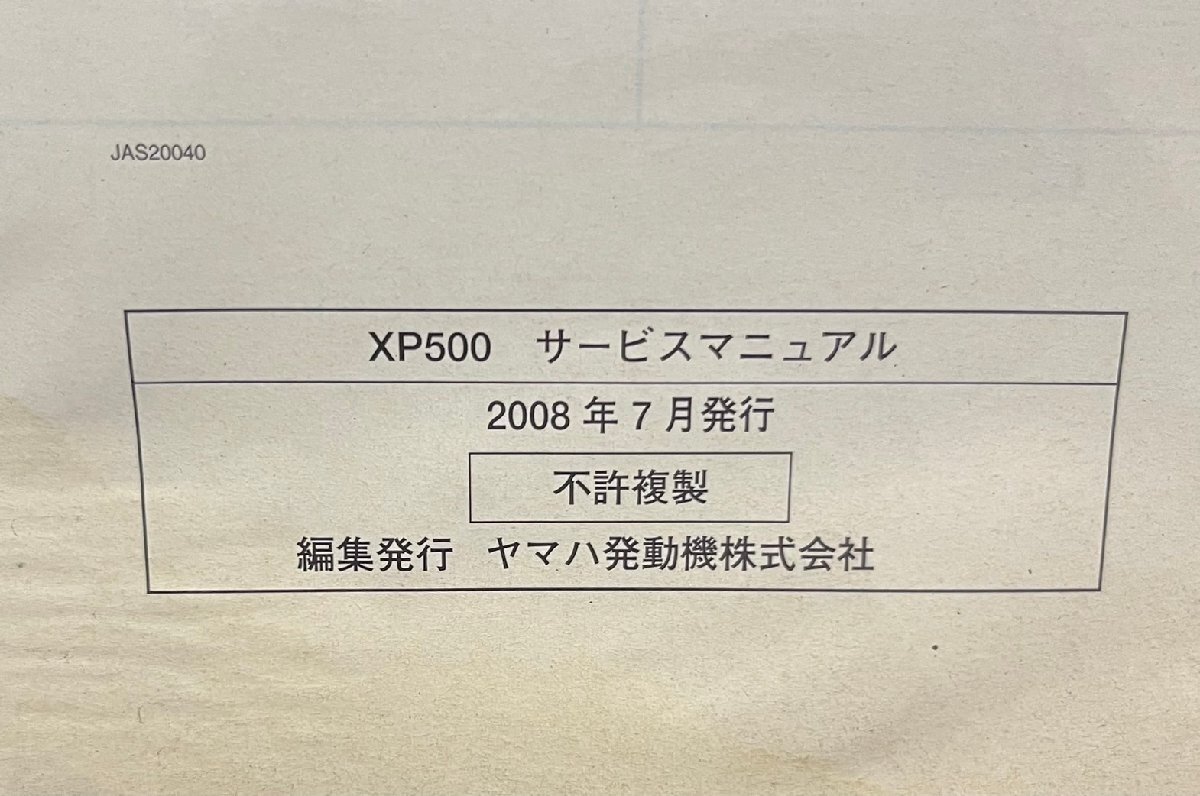 JAS20040
XP500　サービスマニュアル
2008 年 7 月発行
不許複製
編集発行　ヤマハ発動機株式会社